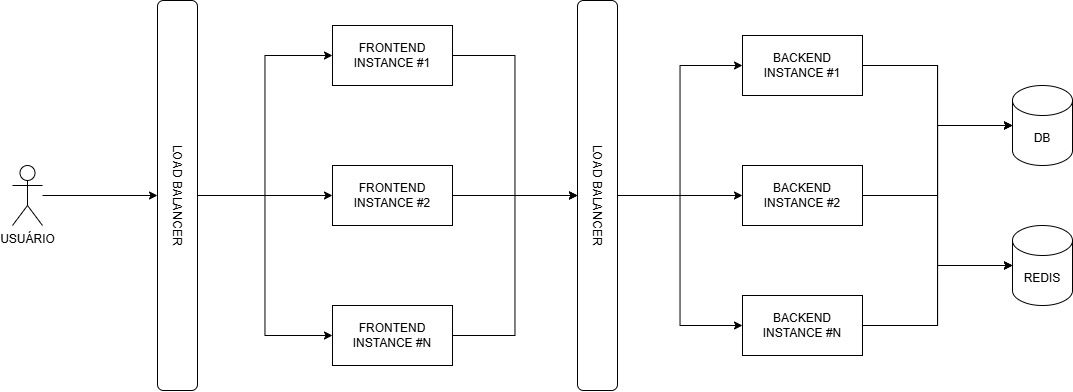 USUÁRIO
LOAD BALANCER
FRONTEND
INSTANCE #1
FRONTEND
INSTANCE #2
FRONTEND
INSTANCE #N
LOAD BALANCER
BACKEND
INSTANCE #1
BACKEND
INSTANCE #2
BACKEND
INSTANCE #N
DB
REDIS